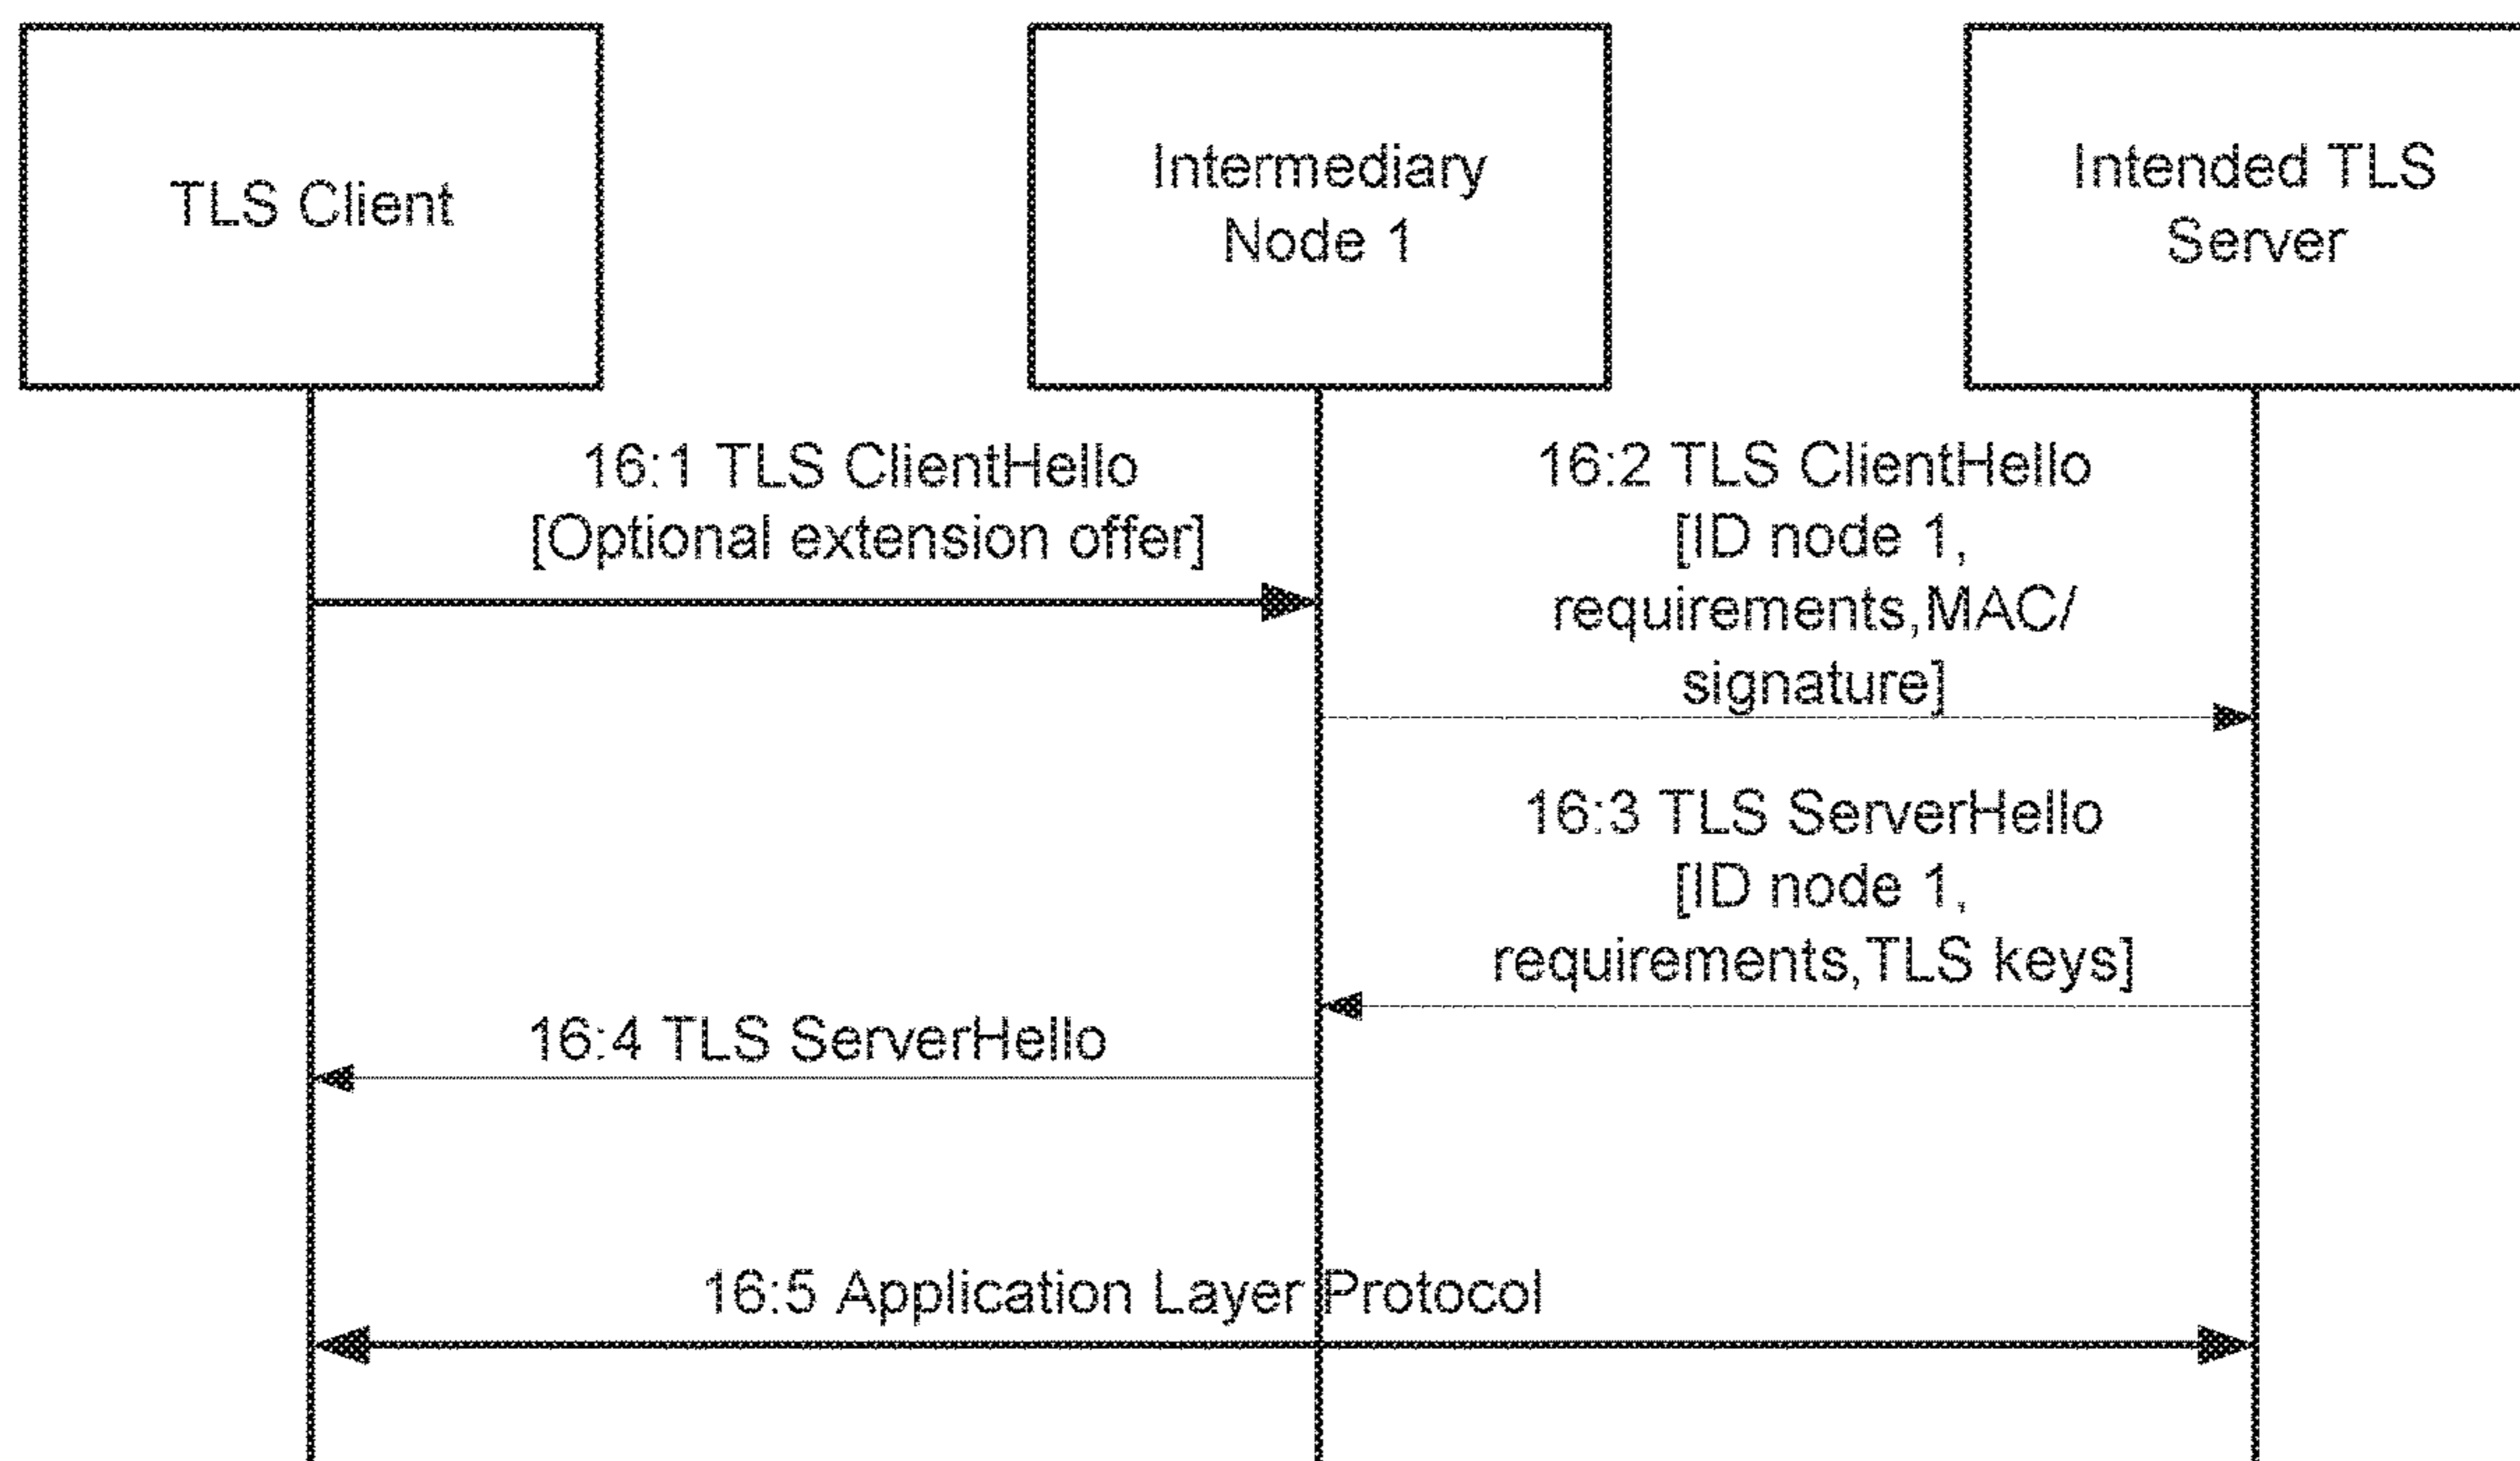 TLS Client
Intermediary
Node 1
Intended TLS
Server
16:1 TLS ClientHello
[Optional extension offer]
16:2 TLS ClientHello
[ID node 1,
requirements,MAC/
signature]
16:3 TLS ServerHello
[ID node 1,
requirements,TLS keys]
16:4 TLS ServerHello
16:5 Application Layer Protocol